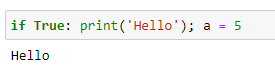 if True: print('Hello'); a = 5
Hello